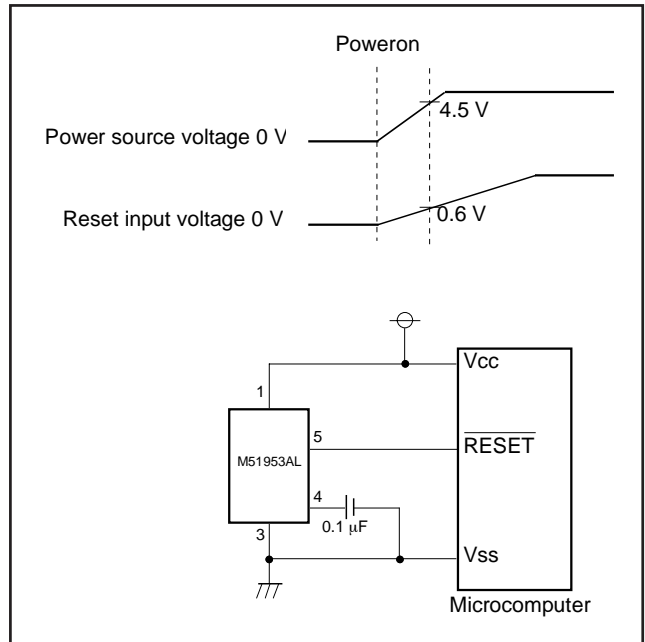 Poweron
4.5 V
Power source voltage 0 V
0.6 V
Reset input voltage 0 V
Vcc
1
5
RESET
M51953AL
4
0.1 μF
3
Vss
Microcomputer